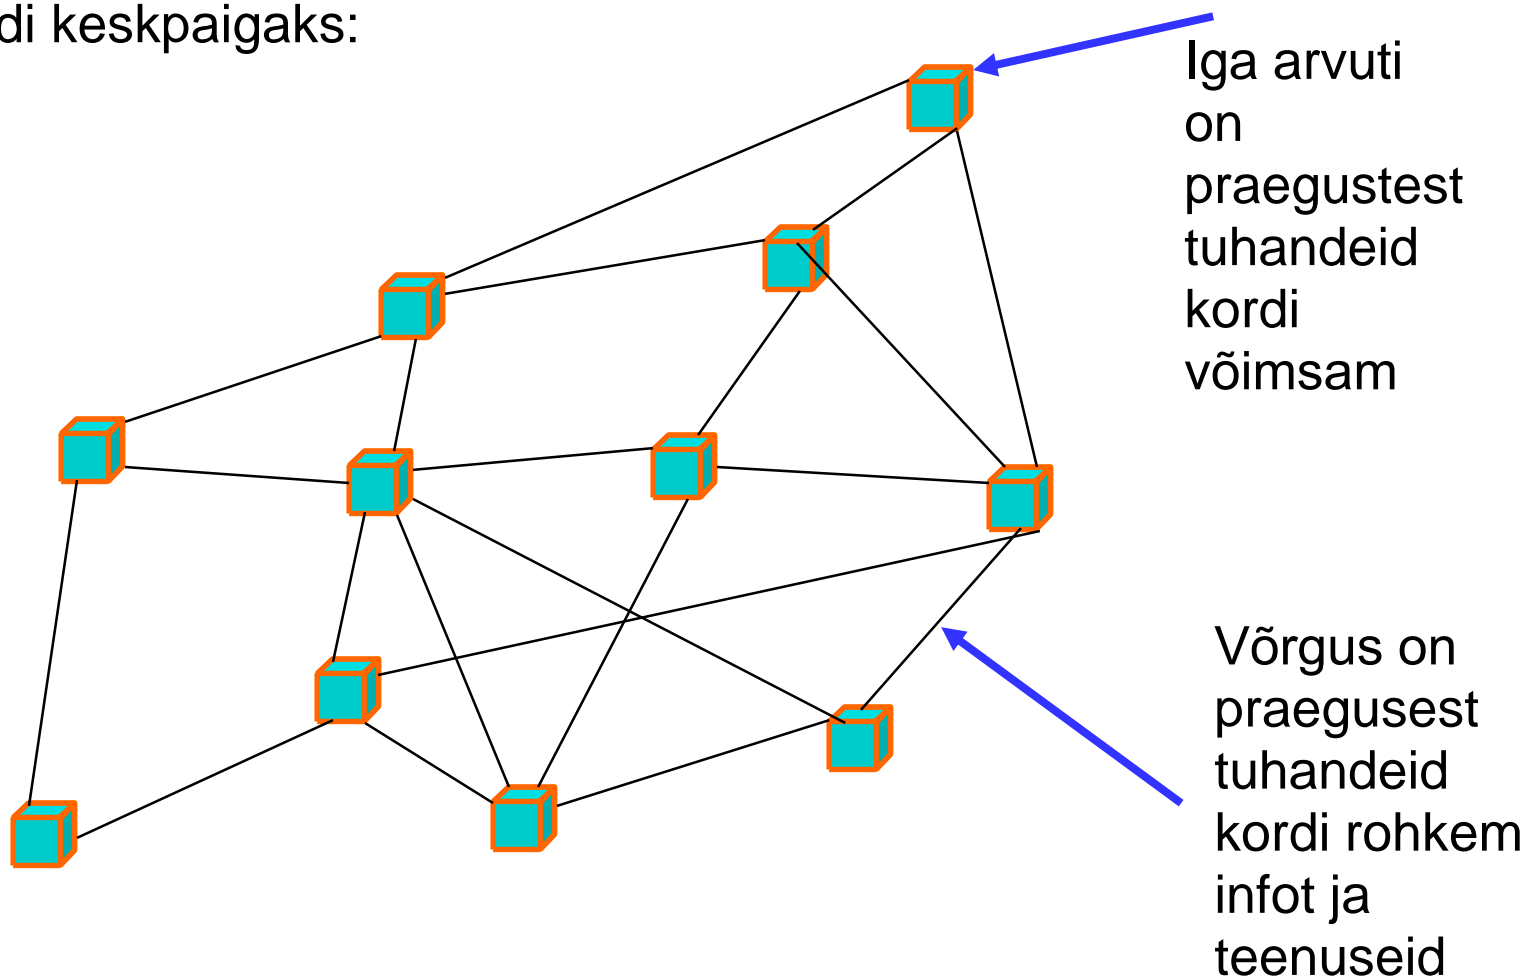 di keskpaigaks:
Iga arvuti
on
praegustest
tuhandeid
kordi
võimsam
Võrgus on
praegusest
tuhandeid
kordi rohkem
infot ja
teenuseid